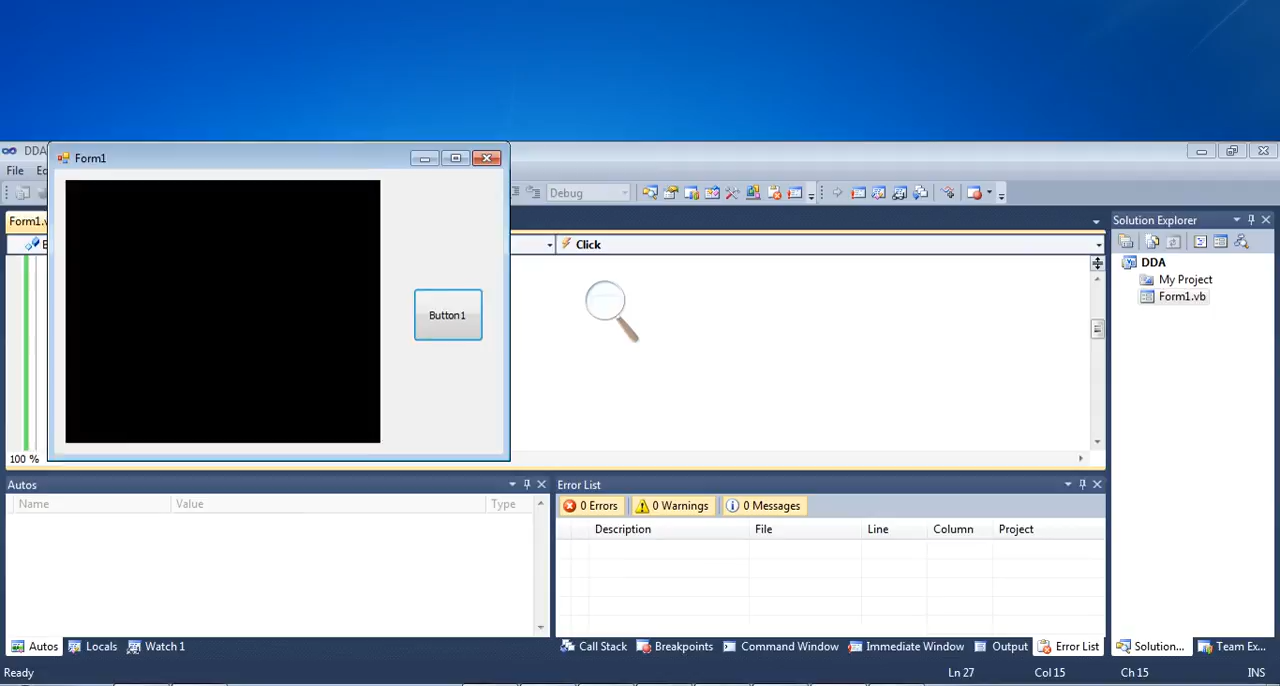 DDA
Form1
File
Debug
Form1.
Click
Button1
100 %
Solution Explorer
DDA
My Project
Form1.vb
Autos
Name Value Type
Error List
0 Errors 0 Warnings 0 Messages
Description File Line Column Project
Autos Locals Watch 1
Call Stack Breakpoints Command Window Immediate Window Output Error List
Solution... Team Ex...
Ready Ln 27 Col 15 Ch 15 INS